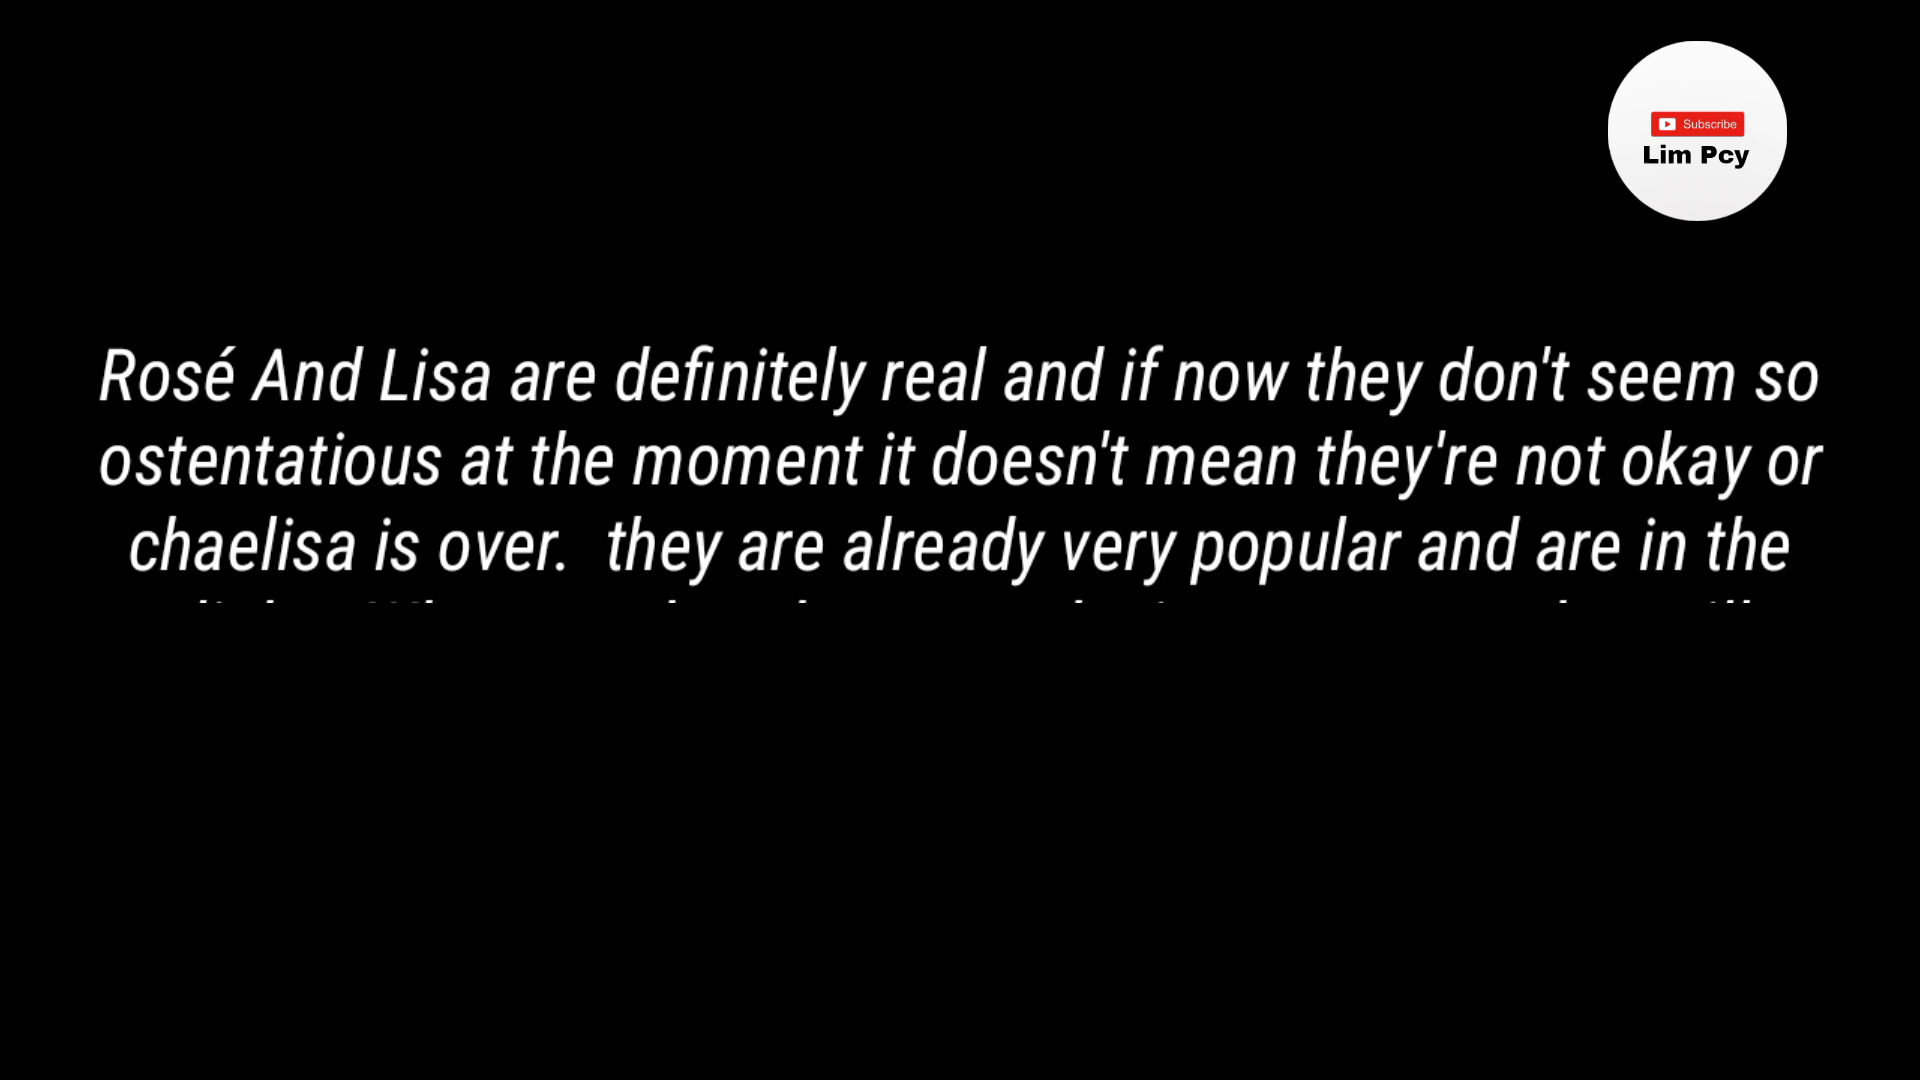 Subscribe
Lim Pcy
Rosé And Lisa are definitely real and if now they don't seem so
ostentatious at the moment it doesn't mean they're not okay or
chaelisa is over.  they are already very popular and are in the